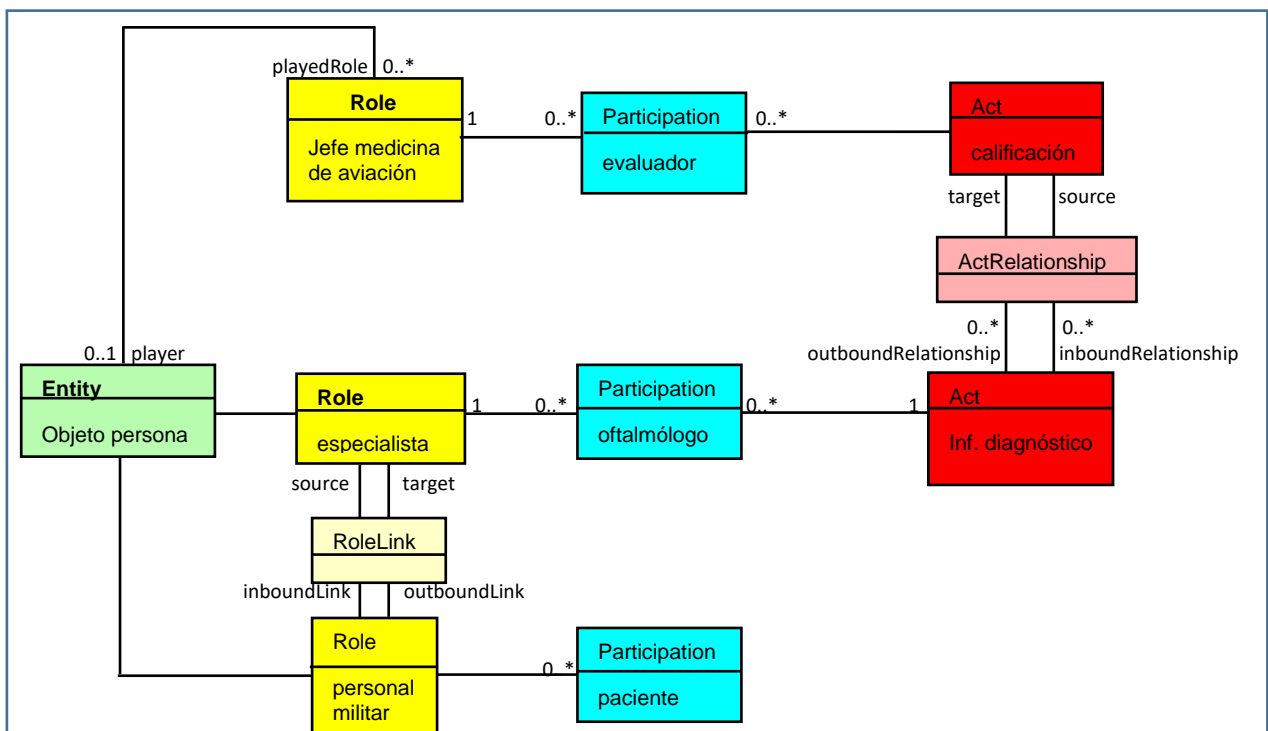 playedRole 0..*
Role
Jefe medicina
de aviación
1
0..*
Participation
evaluador
0..*
Act
calificación
target source
ActRelationship
0..* 0..*
outboundRelationship inboundRelationship
0..1 player
Entity
Objeto persona
Role
especialista
1
0..*
Participation
oftalmólogo
0..*
1
Act
Inf. diagnóstico
source target
RoleLink
inboundLink outboundLink
Role
personal
militar
0..*
Participation
paciente